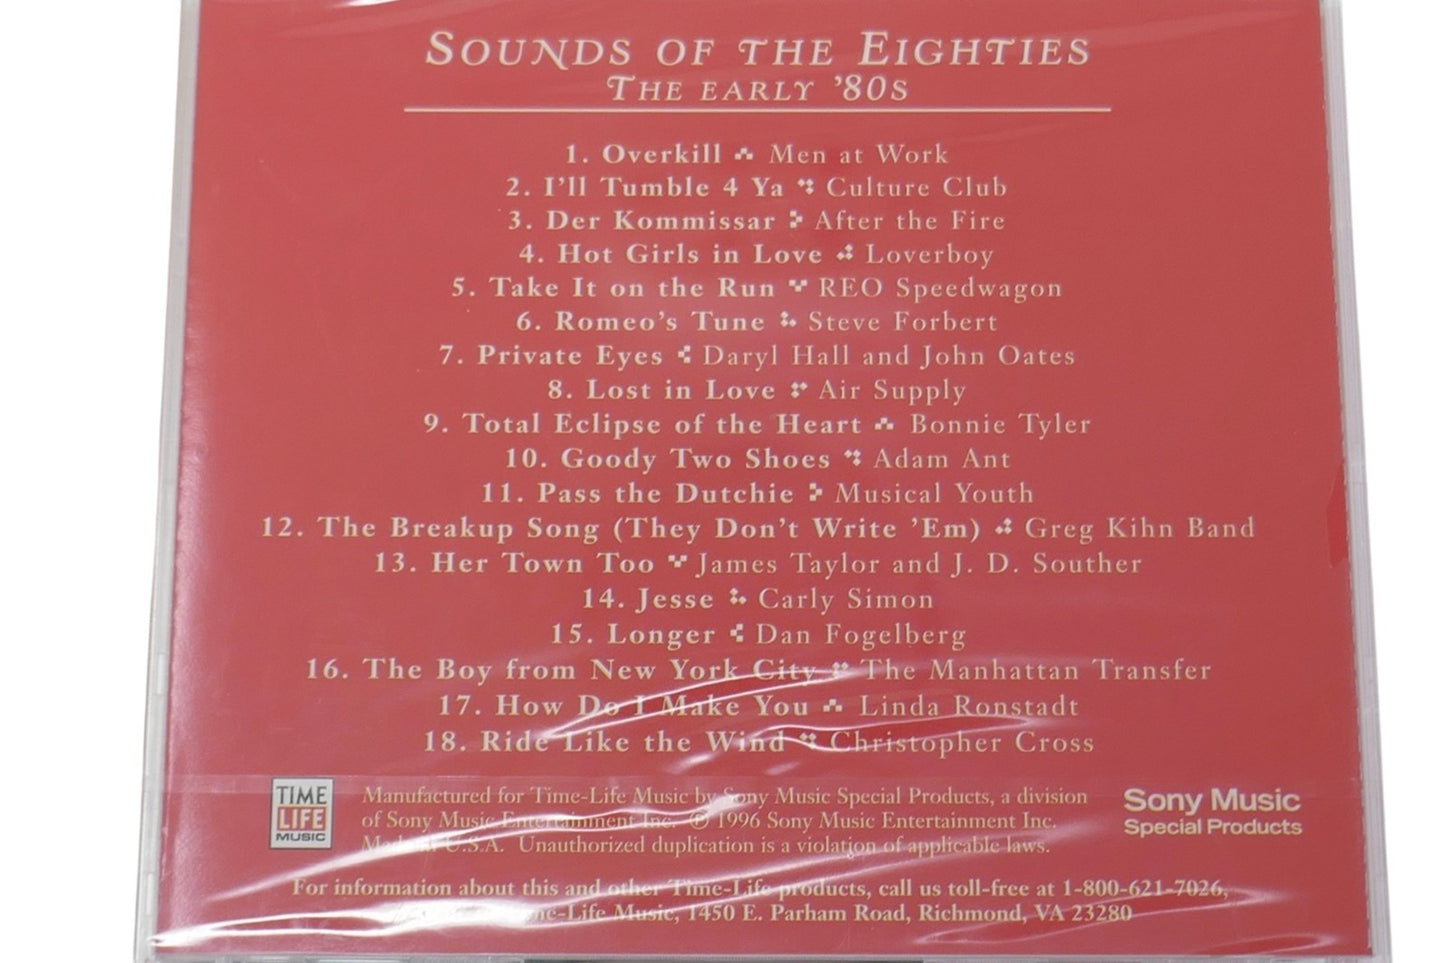 SOUNDS OF THE EIGHTIES
THE EARLY '80S
1. Overkill Men at Work
2. I'll Tumble 4 Ya Culture Club
3. Der Kommissar After the Fire
4. Hot Girls in Love Loverboy
5. Take It on the Run REO Speedwagon
6. Romeo's Tune Steve Forbert
7. Private Eyes Daryl Hall and John Oates
8. Lost in Love Air Supply
9. Total Eclipse of the Heart Bonnie Tyler
10. Goody Two Shoes Adam Ant
11. Pass the Dutchie Musical Youth
12. The Breakup Song (They Don't Write 'Em) Greg Kihn Band
13. Her Town Too James Taylor and J. D. Souther
14. Jesse Carly Simon
15. Longer Dan Fogelberg
16. The Boy from New York City The Manhattan Transfer
17. How Do I Make You Linda Ronstadt
18. Ride Like the Wind Christopher Cross
TIME
LIFE
MUSIC
Manufactured for Time-Life Music by Sony Music Special Products, a division
of Sony Music Entertainment Inc. ℗ 1996 Sony Music Entertainment Inc.
Made in U.S.A. Unauthorized duplication is a violation of applicable laws.
Sony Music
Special Products
For information about this and other Time-Life products, call us toll-free at 1-800-621-7026,
Time-Life Music, 1450 E. Parham Road, Richmond, VA 23280